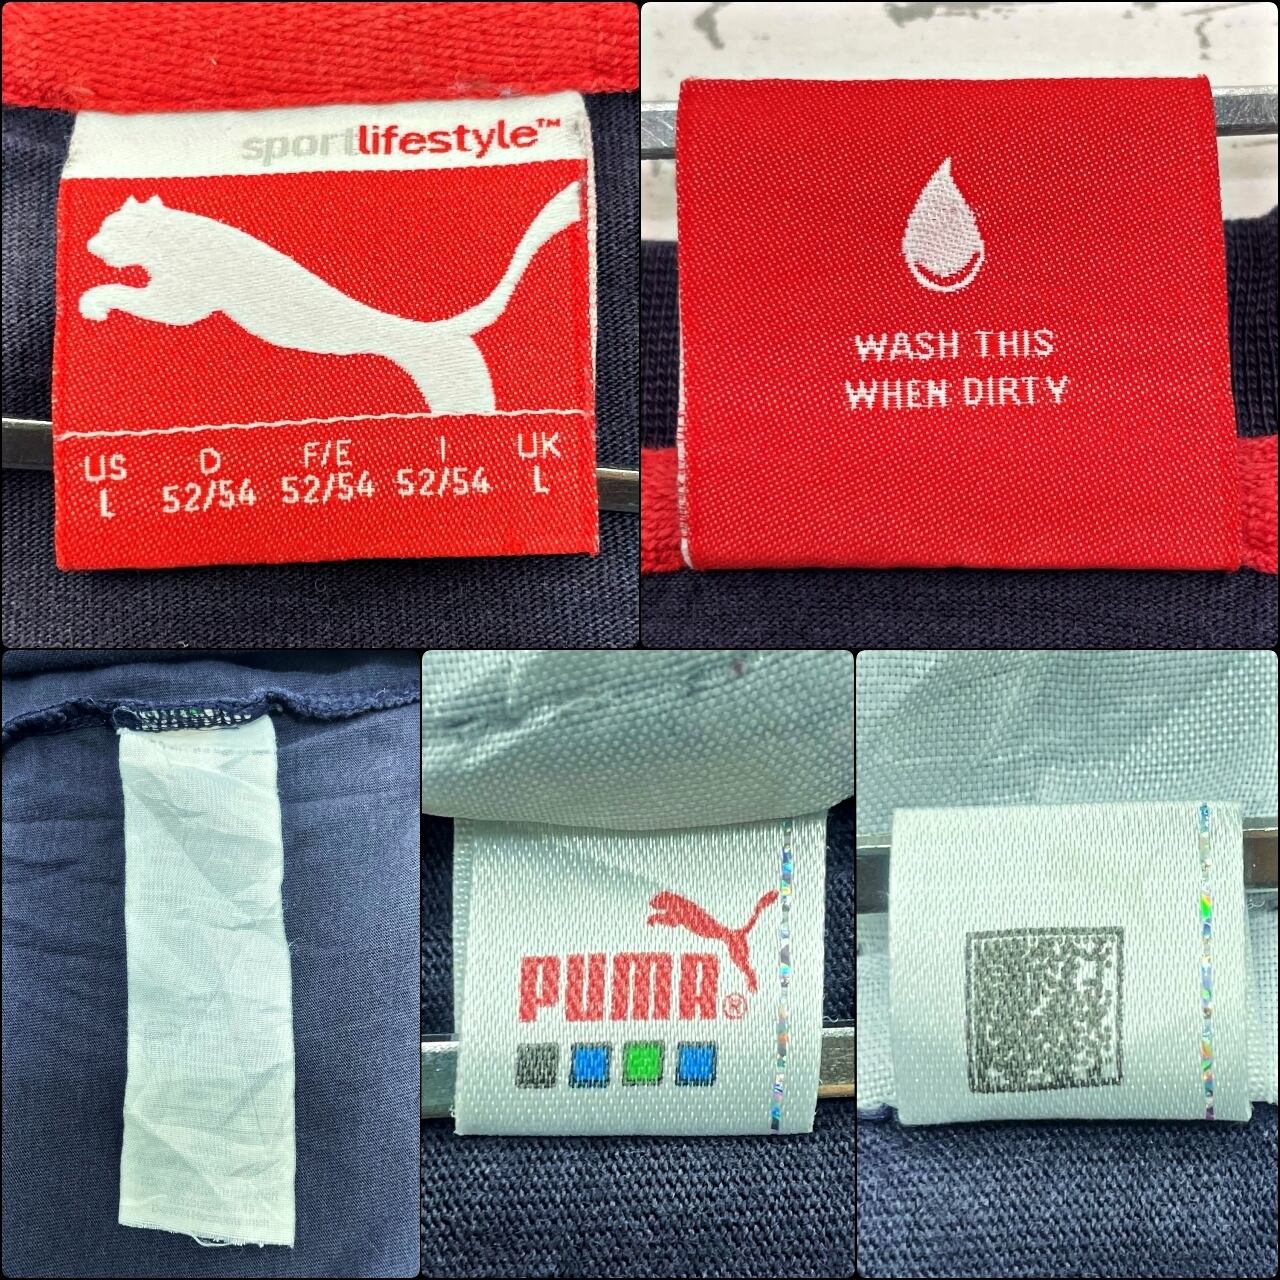 sportlifestyle™
US D F/E I UK
L 52/54 52/54 52/54 L
WASH THIS
WHEN DIRTY
PUMA®